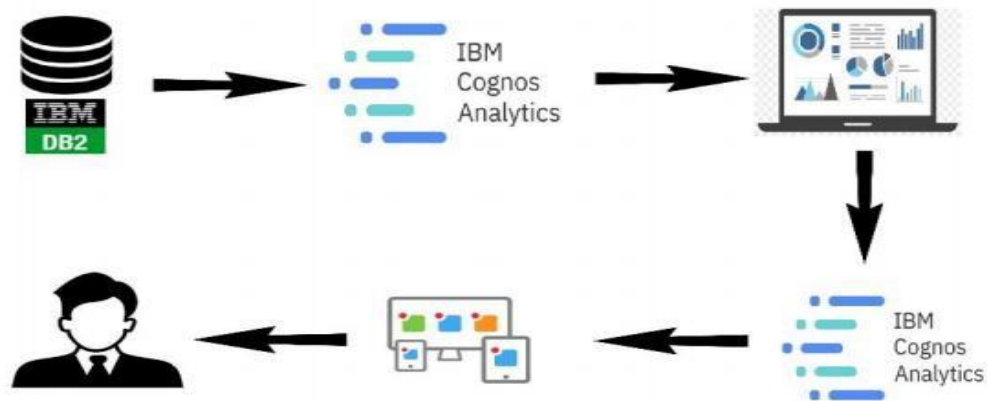 IBM
DB2
IBM
Cognos
Analytics
IBM
Cognos
Analytics